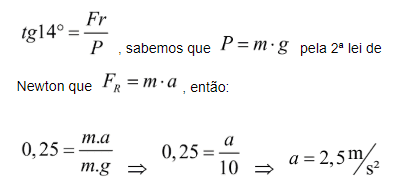 tg14° = Fr/P , sabemos que P = m · g pela 2ª lei de
Newton que F_R = m · a , então:
0,25 = m.a/m.g ⇒ 0,25 = a/10 ⇒ a = 2,5 m/s²